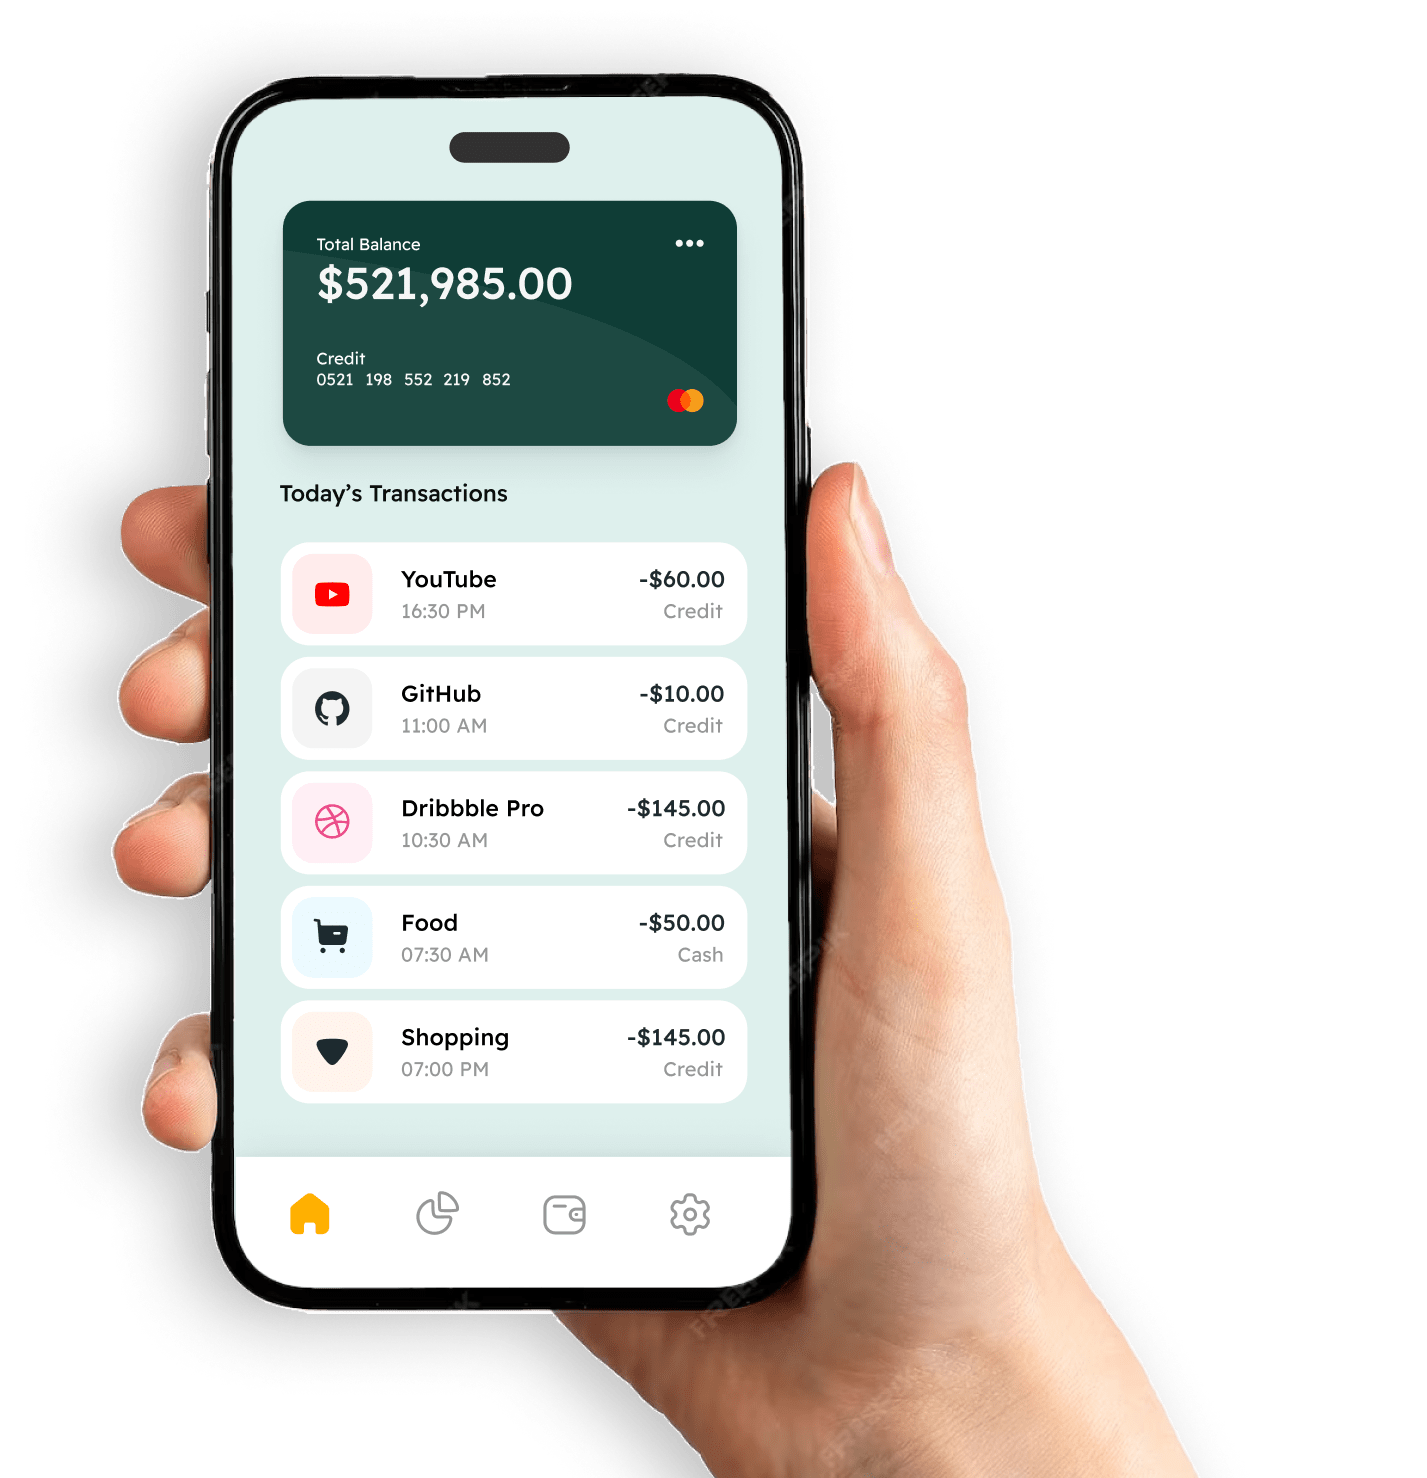 Total Balance
$521,985.00
Credit
0521 198 552 219 852
Today’s Transactions
YouTube
-$60.00
16:30 PM
Credit
GitHub
-$10.00
11:00 AM
Credit
Dribbble Pro
-$145.00
10:30 AM
Credit
Food
-$50.00
07:30 AM
Cash
Shopping
-$145.00
07:00 PM
Credit